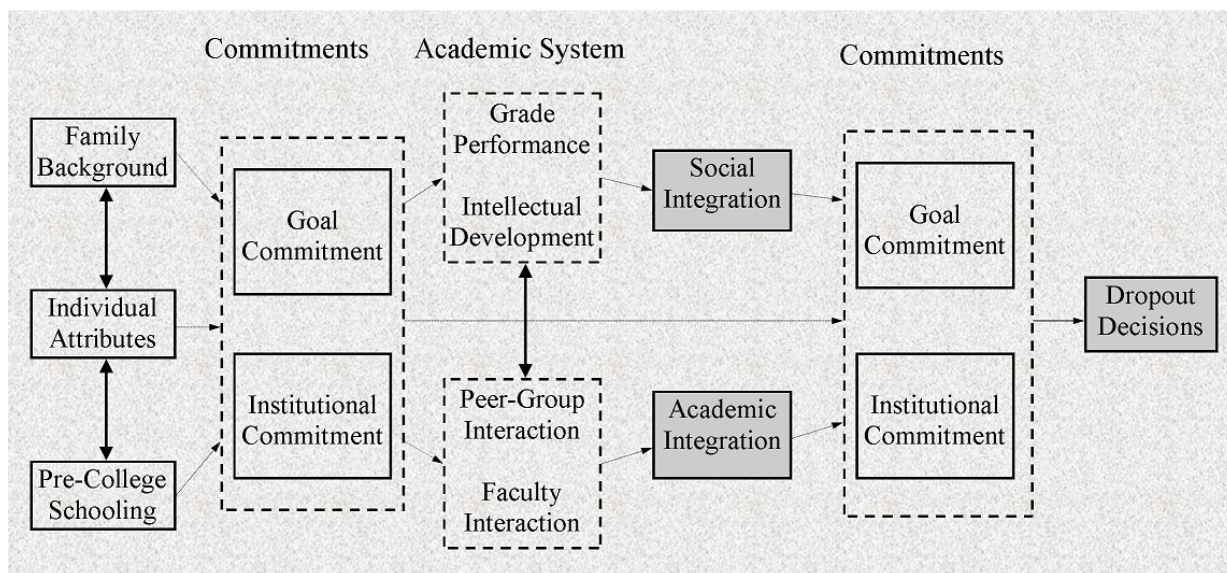 Commitments
Academic System
Commitments
Family
Background
Individual
Attributes
Pre-College
Schooling
Goal
Commitment
Institutional
Commitment
Grade
Performance
Intellectual
Development
Peer-Group
Interaction
Faculty
Interaction
Social
Integration
Academic
Integration
Goal
Commitment
Institutional
Commitment
Dropout
Decisions